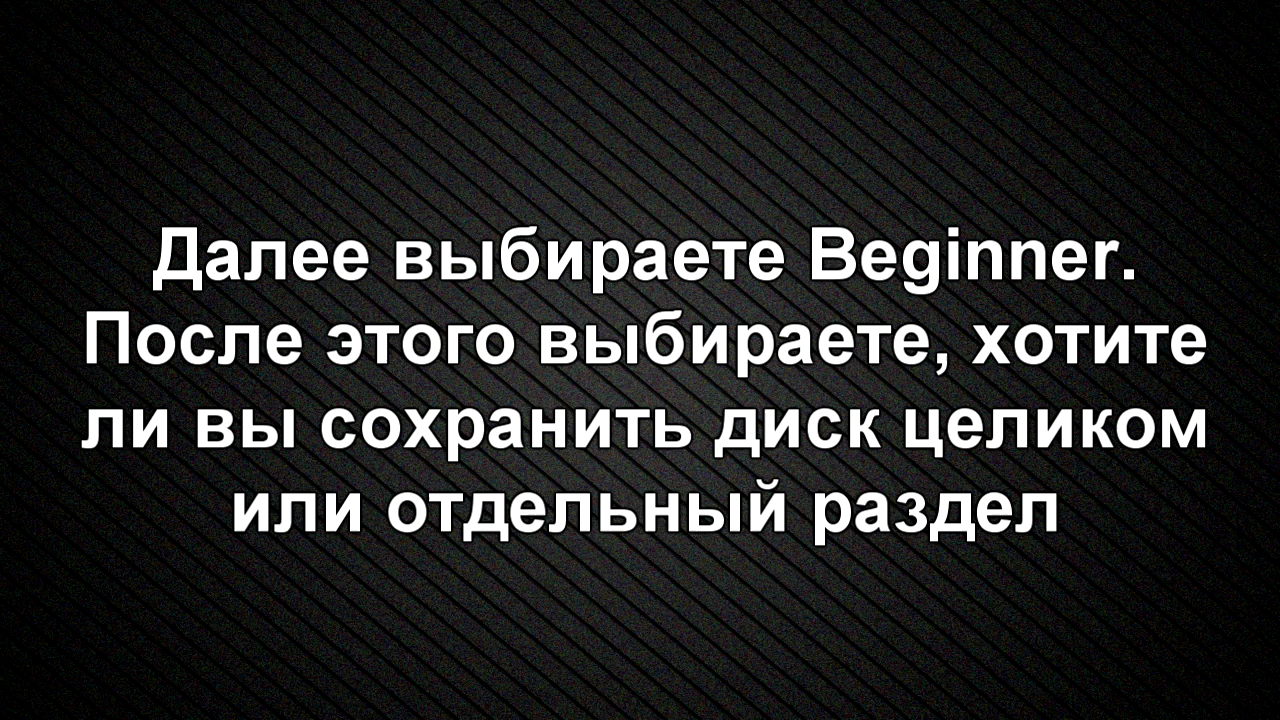 Далее выбираете Beginner.
После этого выбираете, хотите
ли вы сохранить диск целиком
или отдельный раздел